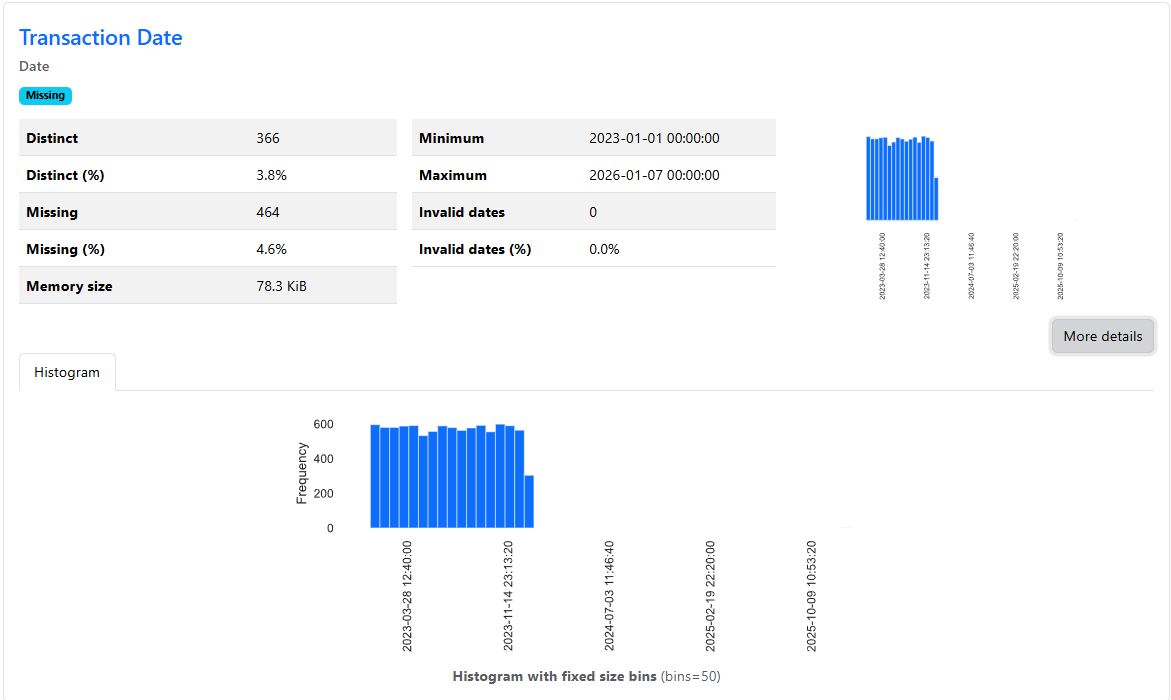 Transaction Date
Date
Missing
Distinct 366
Distinct (%) 3.8%
Missing 464
Missing (%) 4.6%
Memory size 78.3 KiB
Minimum 2023-01-01 00:00:00
Maximum 2026-01-07 00:00:00
Invalid dates 0
Invalid dates (%) 0.0%
2023-03-28 12:40:00
2023-11-14 23:13:20
2024-07-03 11:46:40
2025-02-19 22:20:00
2025-10-09 10:53:20
More details
Histogram
Frequency
600
400
200
0
2023-03-28 12:40:00
2023-11-14 23:13:20
2024-07-03 11:46:40
2025-02-19 22:20:00
2025-10-09 10:53:20
Histogram with fixed size bins (bins=50)